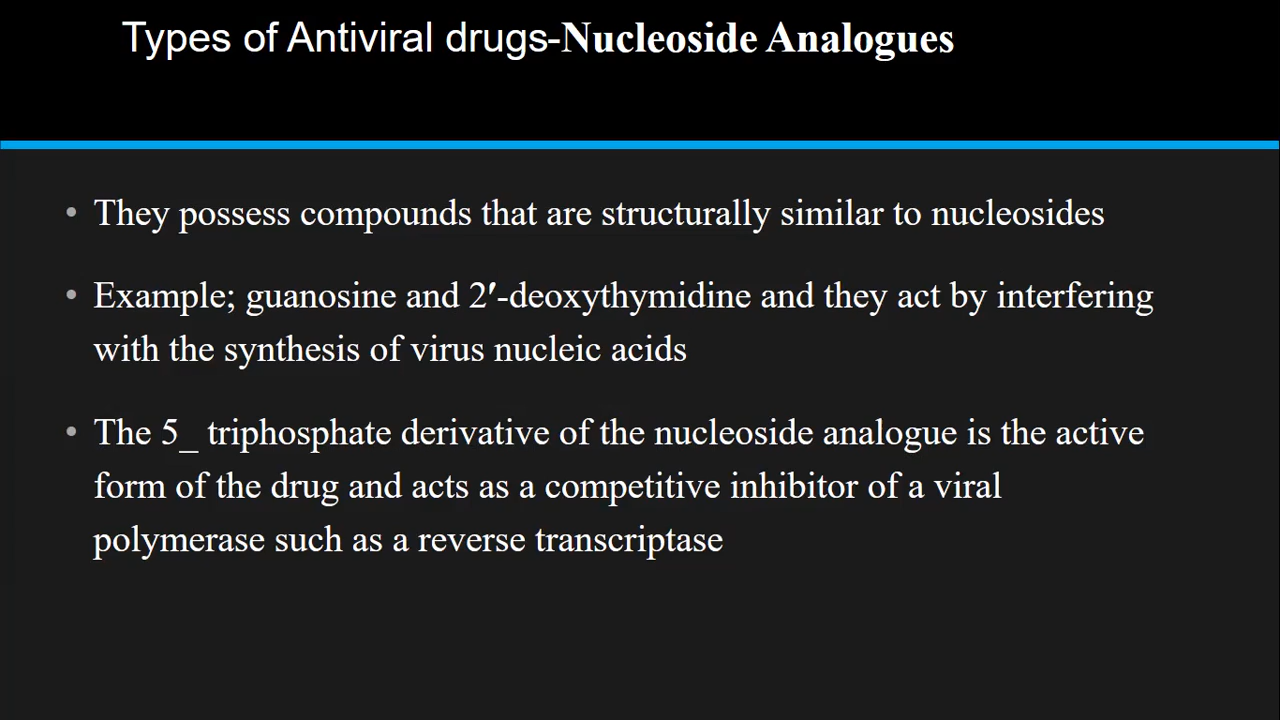 Types of Antiviral drugs-Nucleoside Analogues
• They possess compounds that are structurally similar to nucleosides
• Example; guanosine and 2′-deoxythymidine and they act by interfering
with the synthesis of virus nucleic acids
• The 5_ triphosphate derivative of the nucleoside analogue is the active
form of the drug and acts as a competitive inhibitor of a viral
polymerase such as a reverse transcriptase